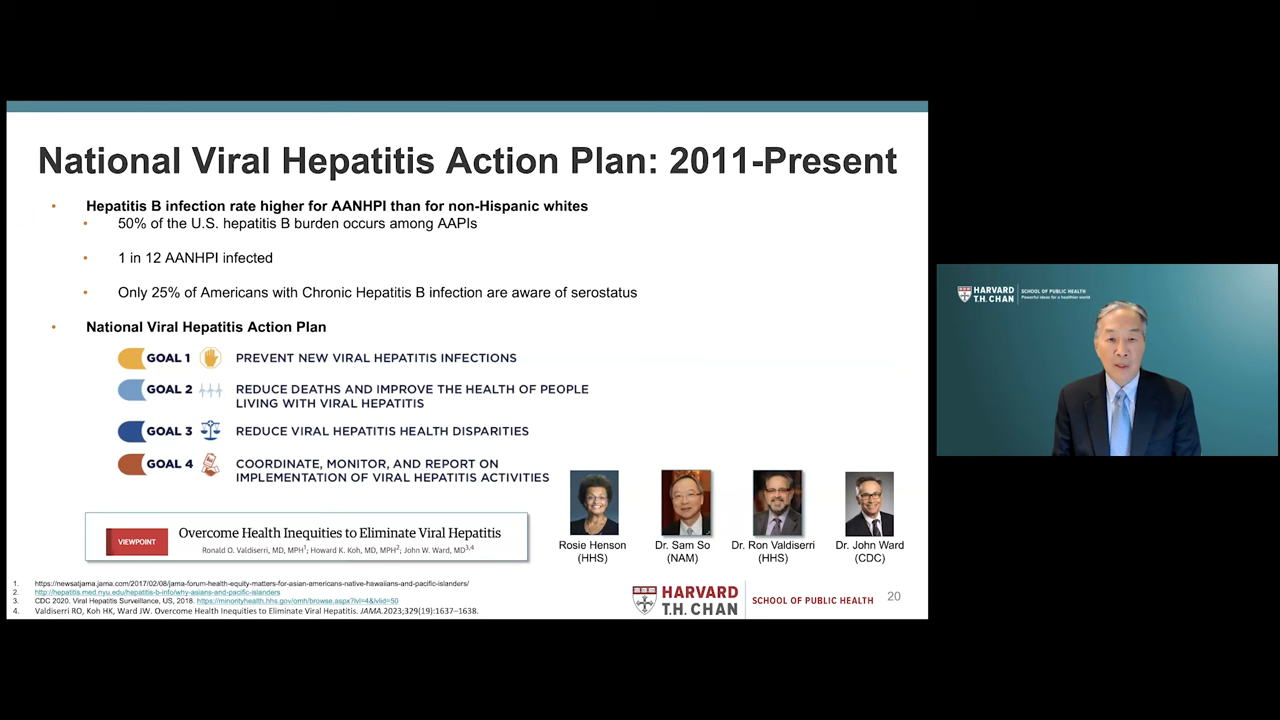 National Viral Hepatitis Action Plan: 2011-Present
• Hepatitis B infection rate higher for AANHPI than for non-Hispanic whites
• 50% of the U.S. hepatitis B burden occurs among AAPIs
• 1 in 12 AANHPI infected
• Only 25% of Americans with Chronic Hepatitis B infection are aware of serostatus
• National Viral Hepatitis Action Plan
GOAL 1 PREVENT NEW VIRAL HEPATITIS INFECTIONS
GOAL 2 REDUCE DEATHS AND IMPROVE THE HEALTH OF PEOPLE
LIVING WITH VIRAL HEPATITIS
GOAL 3 REDUCE VIRAL HEPATITIS HEALTH DISPARITIES
GOAL 4 COORDINATE, MONITOR, AND REPORT ON
IMPLEMENTATION OF VIRAL HEPATITIS ACTIVITIES
VIEWPOINT
Overcome Health Inequities to Eliminate Viral Hepatitis
Ronald O. Valdiserri, MD, MPH1; Howard K. Koh, MD, MPH2; John W. Ward, MD3,4
Rosie Henson
(HHS)
Dr. Sam So
(NAM)
Dr. Ron Valdiserri
(HHS)
Dr. John Ward
(CDC)
1. https://newsatjama.jama.com/2017/02/08/jama-forum-health-equity-matters-for-asian-americans-native-hawaiians-and-pacific-islanders/
2. http://hepatitis.med.nyu.edu/hepatitis-b-info/why-asians-and-pacific-islanders
3. CDC 2020. Viral Hepatitis Surveillance, US, 2018. https://minorityhealth.hhs.gov/omh/browse.aspx?lvl=4&lvlid=50
4. Valdiserri RO, Koh HK, Ward JW. Overcome Health Inequities to Eliminate Viral Hepatitis. JAMA. 2023;329(19):1637–1638.
HARVARD
T.H. CHAN
SCHOOL OF PUBLIC HEALTH
20
HARVARD
T.H. CHAN
SCHOOL OF PUBLIC HEALTH
Powerful ideas for a healthier world